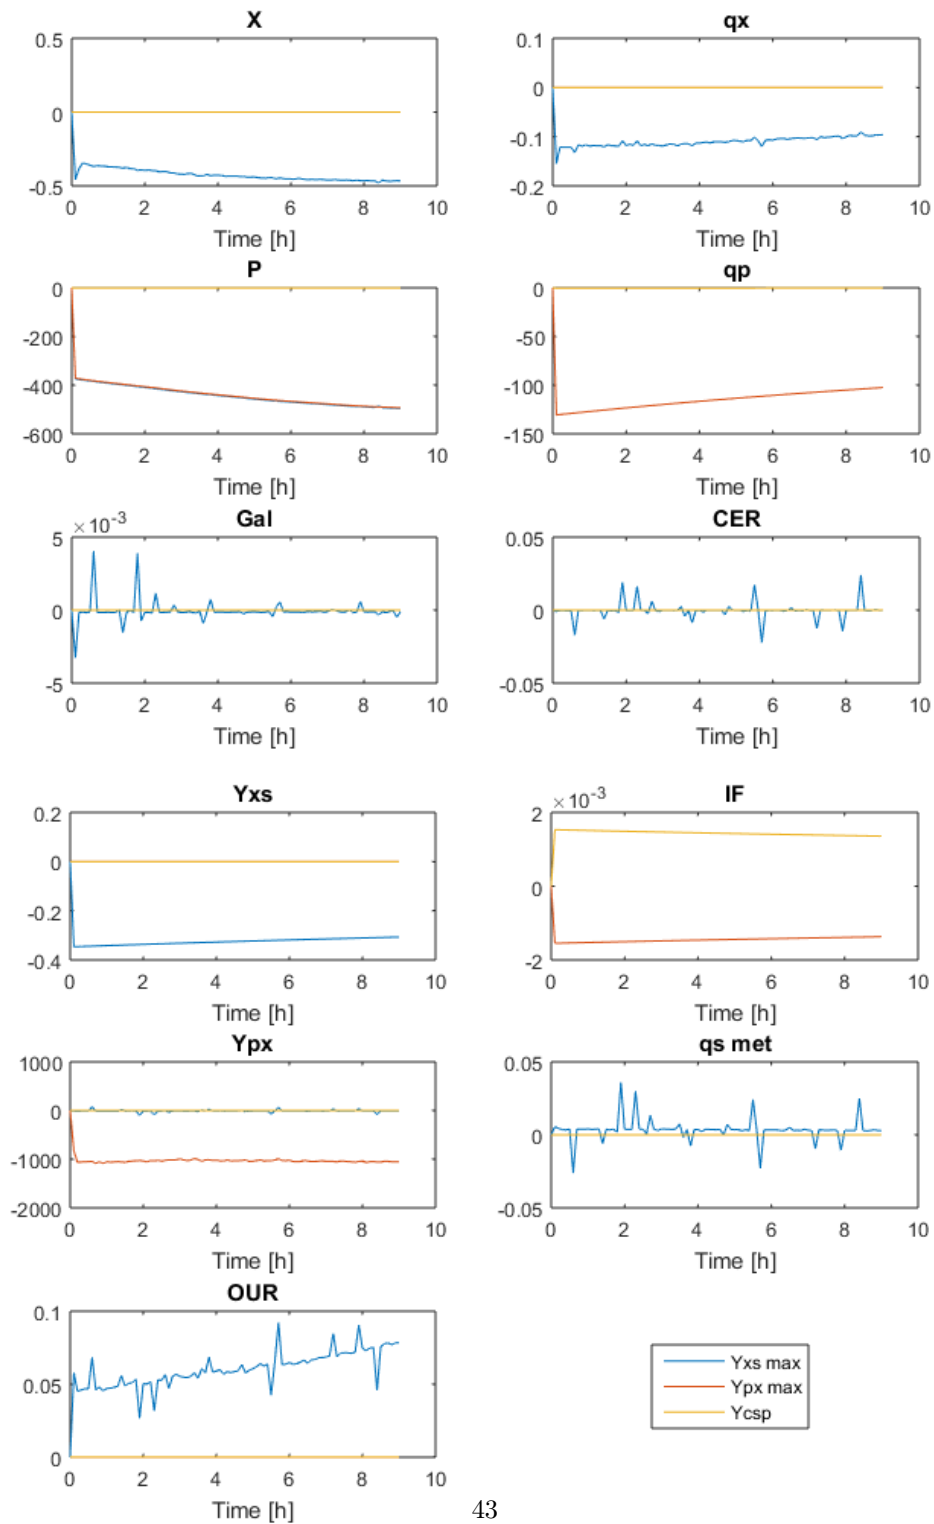 X
qx
0.5
0
-0.5
0.1
0
-0.1
-0.2
0 2 4 6 8 10
0 2 4 6 8 10
Time [h]
Time [h]
P
qp
0
-200
-400
-600
0
-50
-100
-150
0 2 4 6 8 10
0 2 4 6 8 10
Time [h]
Time [h]
Gal
CER
×10-3
5
0
-5
0.05
0
-0.05
0 2 4 6 8 10
0 2 4 6 8 10
Time [h]
Time [h]
Yxs
IF
0.2
0
-0.2
-0.4
×10-3
2
0
-2
0 2 4 6 8 10
0 2 4 6 8 10
Time [h]
Time [h]
Ypx
qs met
1000
0
-1000
-2000
0.05
0
-0.05
0 2 4 6 8 10
0 2 4 6 8 10
Time [h]
Time [h]
OUR
0.1
0.05
0
0 2 4 6 8 10
Time [h]
Yxs max
Ypx max
Ycsp
43